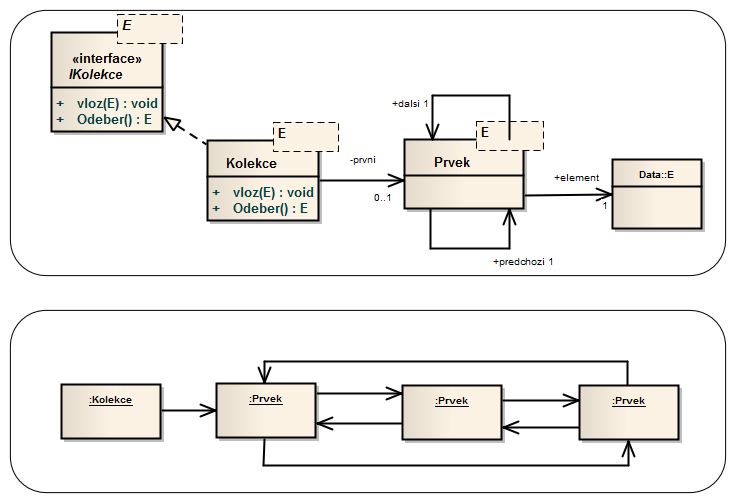 E
«interface»
IKolekce
+ vloz(E) : void
+ Odeber() : E
E
Kolekce
+ vloz(E) : void
+ Odeber() : E
-prvni
0..1
+dalsi 1
E
Prvek
+predchozi 1
+element
1
Data::E
:Kolekce
:Prvek
:Prvek
:Prvek